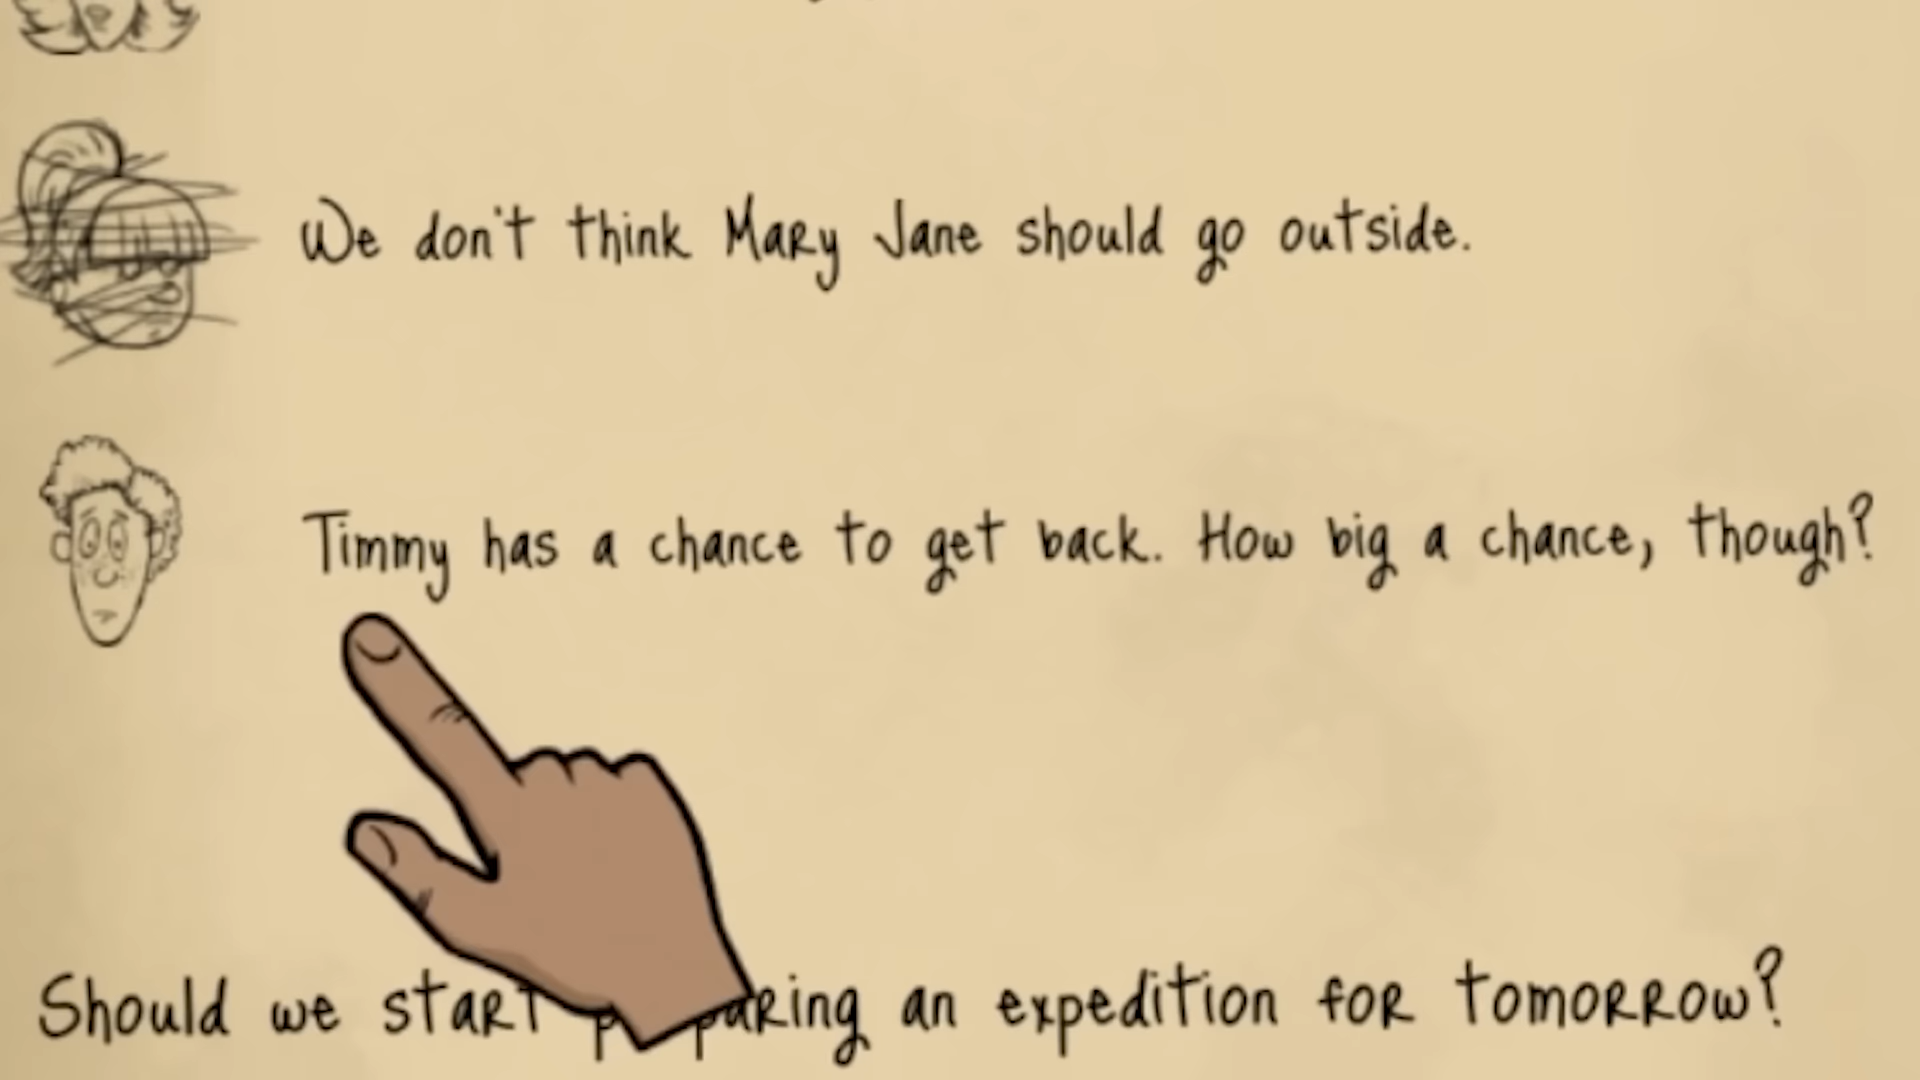 We don't think Mary Jane should go outside.
Timmy has a chance to get back. How big a chance, though?
Should we start an expedition for tomorrow?